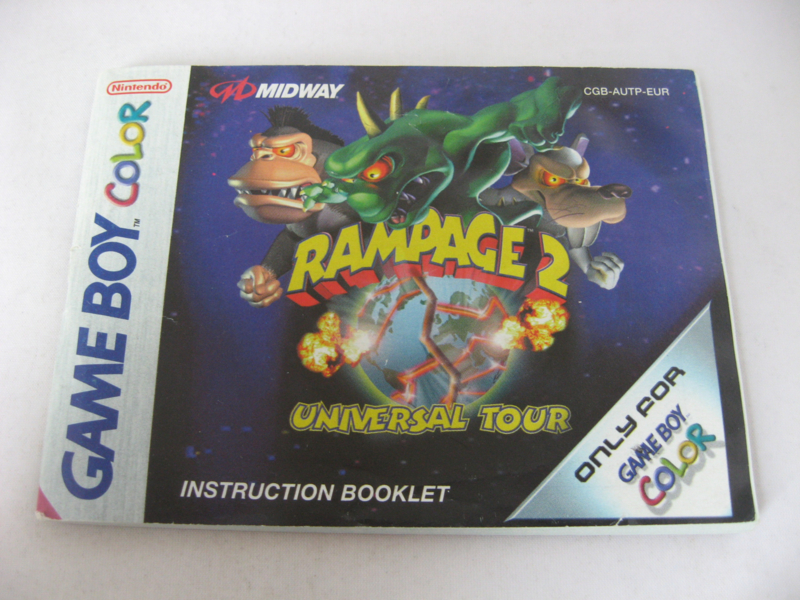 Nintendo
GAME BOY COLOR
TM
MIDWAY
CGB-AUTP-EUR
RAMPAGE 2
UNIVERSAL TOUR
INSTRUCTION BOOKLET
ONLY FOR
GAME BOY
COLOR